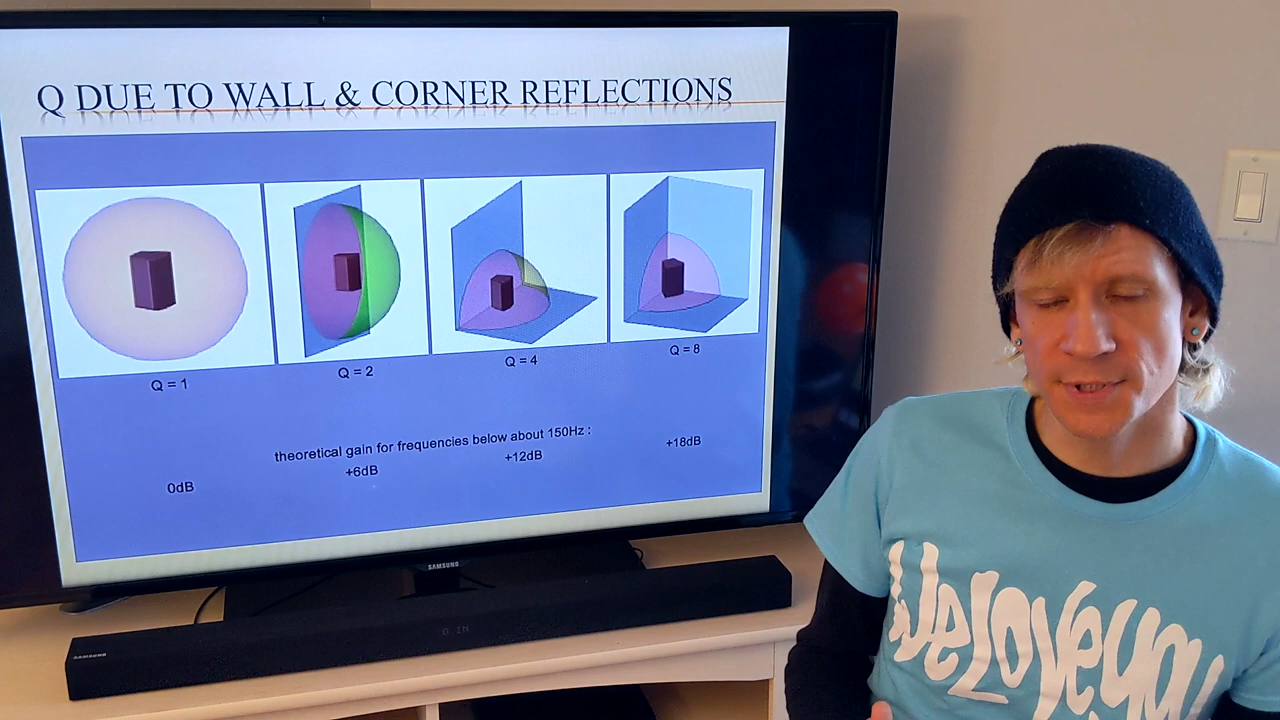 Q DUE TO WALL & CORNER REFLECTIONS
Q = 1
Q = 2
Q = 4
Q = 8
theoretical gain for frequencies below about 150Hz :
0dB
+6dB
+12dB
+18dB
SAMSUNG
SAMSUNG
WeLoveyou